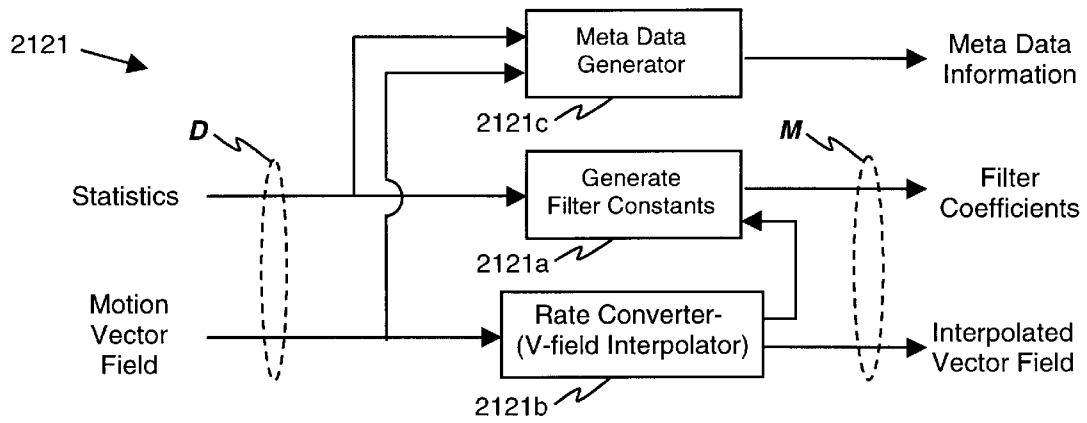 2121
Meta Data
Generator
Meta Data
Information
2121c
D
M
Statistics
Generate
Filter Constants
Filter
Coefficients
2121a
Motion
Vector
Field
Rate Converter-
(V-field Interpolator)
Interpolated
Vector Field
2121b